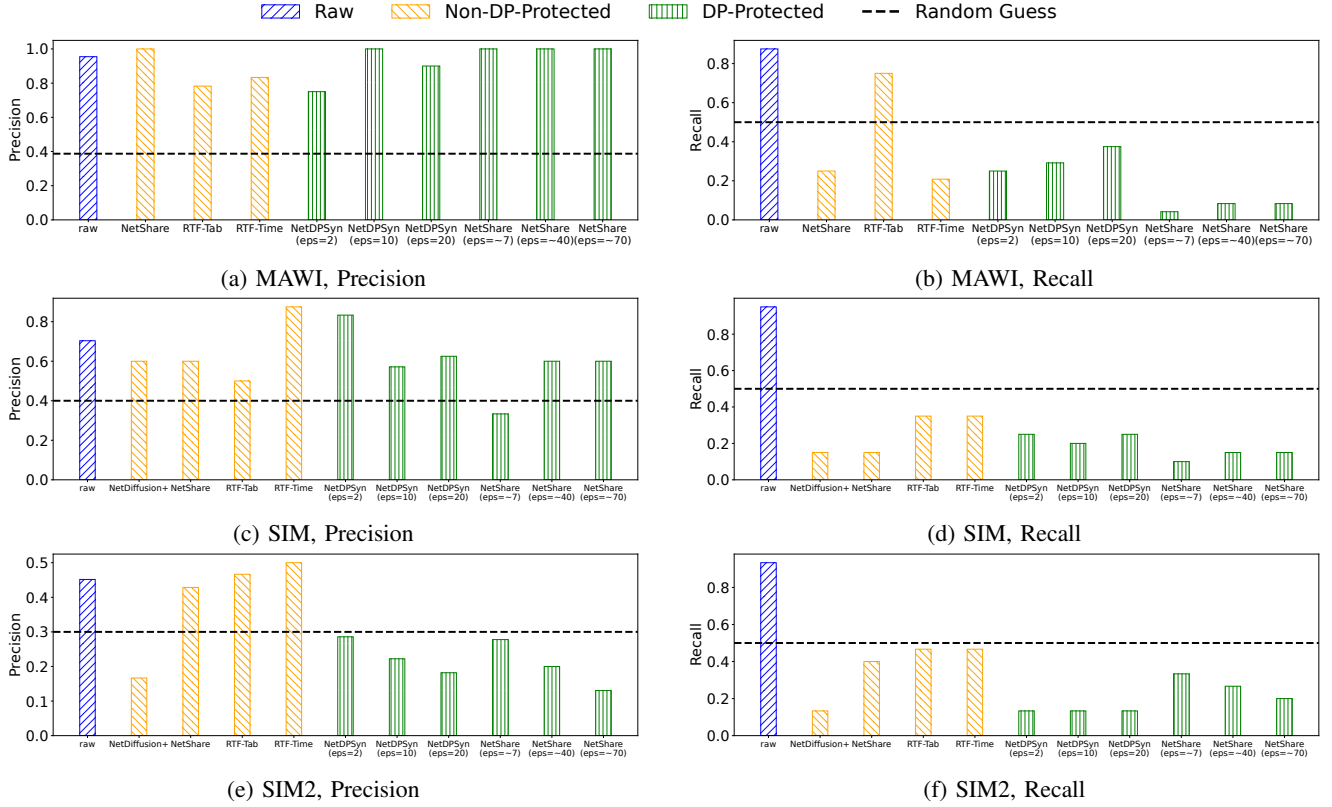 Raw Non-DP-Protected DP-Protected Random Guess
Precision
1.0
0.8
0.6
0.4
0.2
0.0
raw NetShare RTF-Tab RTF-Time NetDPSyn NetDPSyn NetDPSyn NetShare NetShare NetShare
(eps=2) (eps=10) (eps=20) (eps=~7) (eps=~40) (eps=~70)
(a) MAWI, Precision
Recall
0.8
0.6
0.4
0.2
0.0
raw NetShare RTF-Tab RTF-Time NetDPSyn NetDPSyn NetDPSyn NetShare NetShare NetShare
(eps=2) (eps=10) (eps=20) (eps=~7) (eps=~40) (eps=~70)
(b) MAWI, Recall
Precision
0.8
0.6
0.4
0.2
0.0
raw NetDiffusion+ NetShare RTF-Tab RTF-Time NetDPSyn NetDPSyn NetDPSyn NetShare NetShare NetShare
(eps=2) (eps=10) (eps=20) (eps=~7) (eps=~40) (eps=~70)
(c) SIM, Precision
Recall
0.8
0.6
0.4
0.2
0.0
raw NetDiffusion+ NetShare RTF-Tab RTF-Time NetDPSyn NetDPSyn NetDPSyn NetShare NetShare NetShare
(eps=2) (eps=10) (eps=20) (eps=~7) (eps=~40) (eps=~70)
(d) SIM, Recall
Precision
0.5
0.4
0.3
0.2
0.1
0.0
raw NetDiffusion+ NetShare RTF-Tab RTF-Time NetDPSyn NetDPSyn NetDPSyn NetShare NetShare NetShare
(eps=2) (eps=10) (eps=20) (eps=~7) (eps=~40) (eps=~70)
(e) SIM2, Precision
Recall
0.8
0.6
0.4
0.2
0.0
raw NetDiffusion+ NetShare RTF-Tab RTF-Time NetDPSyn NetDPSyn NetDPSyn NetShare NetShare NetShare
(eps=2) (eps=10) (eps=20) (eps=~7) (eps=~40) (eps=~70)
(f) SIM2, Recall